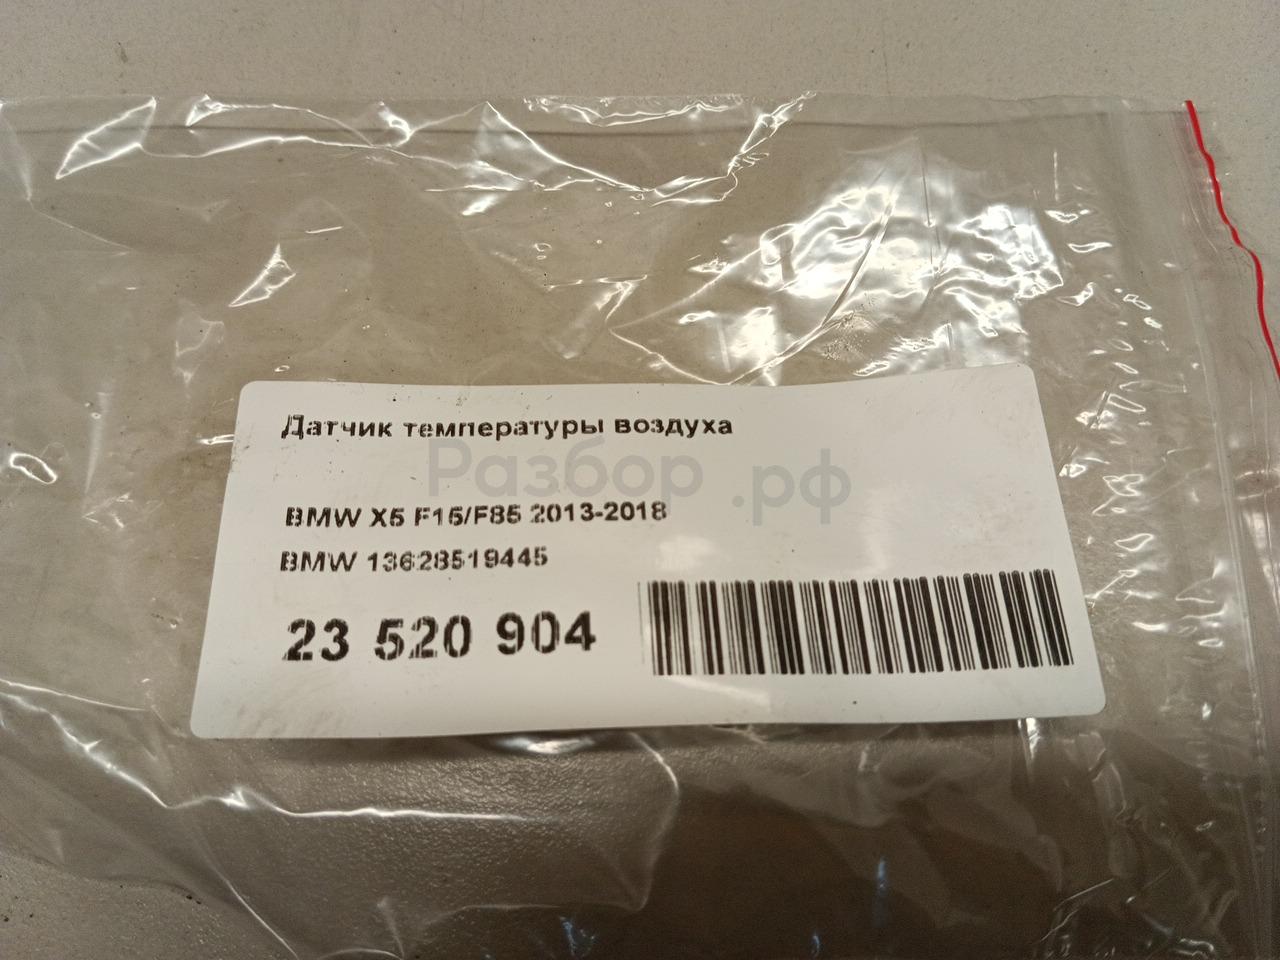 Датчик температуры воздуха
Разбор.рф
BMW X5 F15/F85 2013-2018
BMW 13628519445
23 520 904